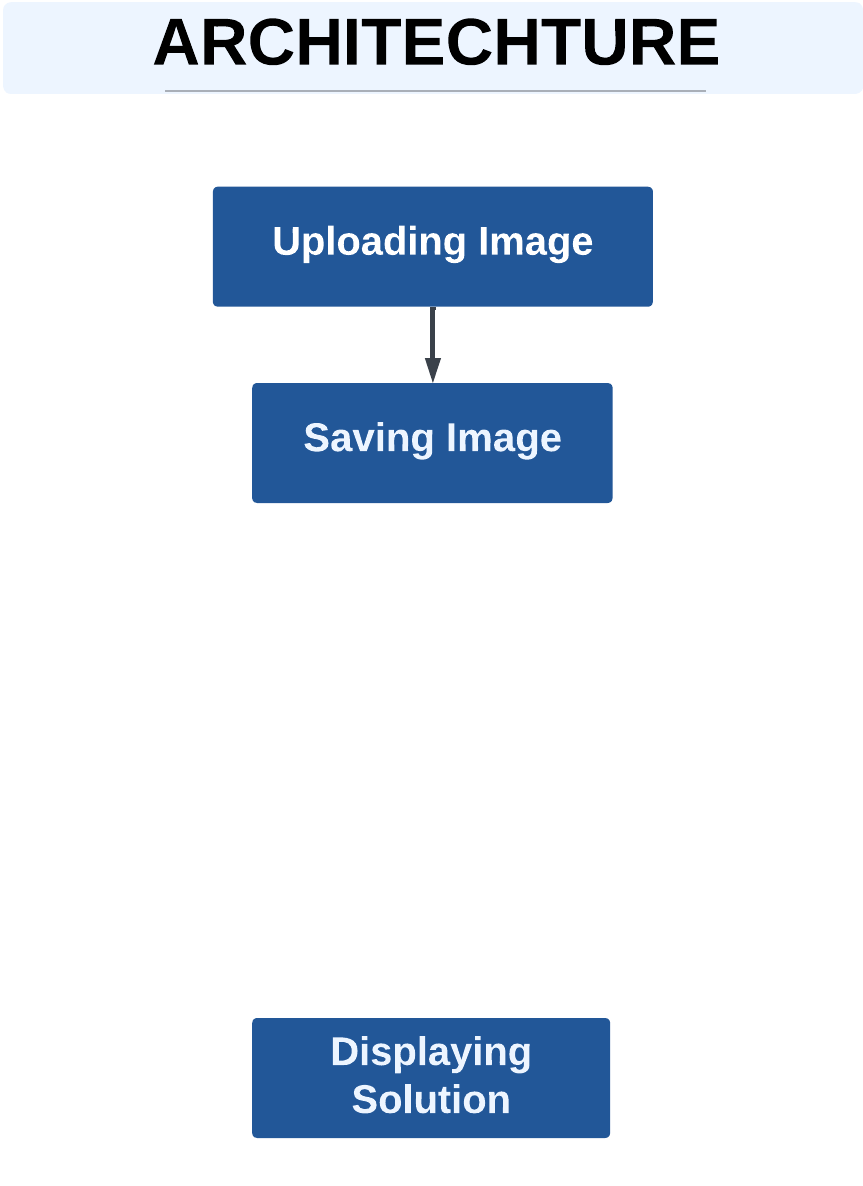 ARCHITECHTURE
Uploading Image
Saving Image
Displaying
Solution